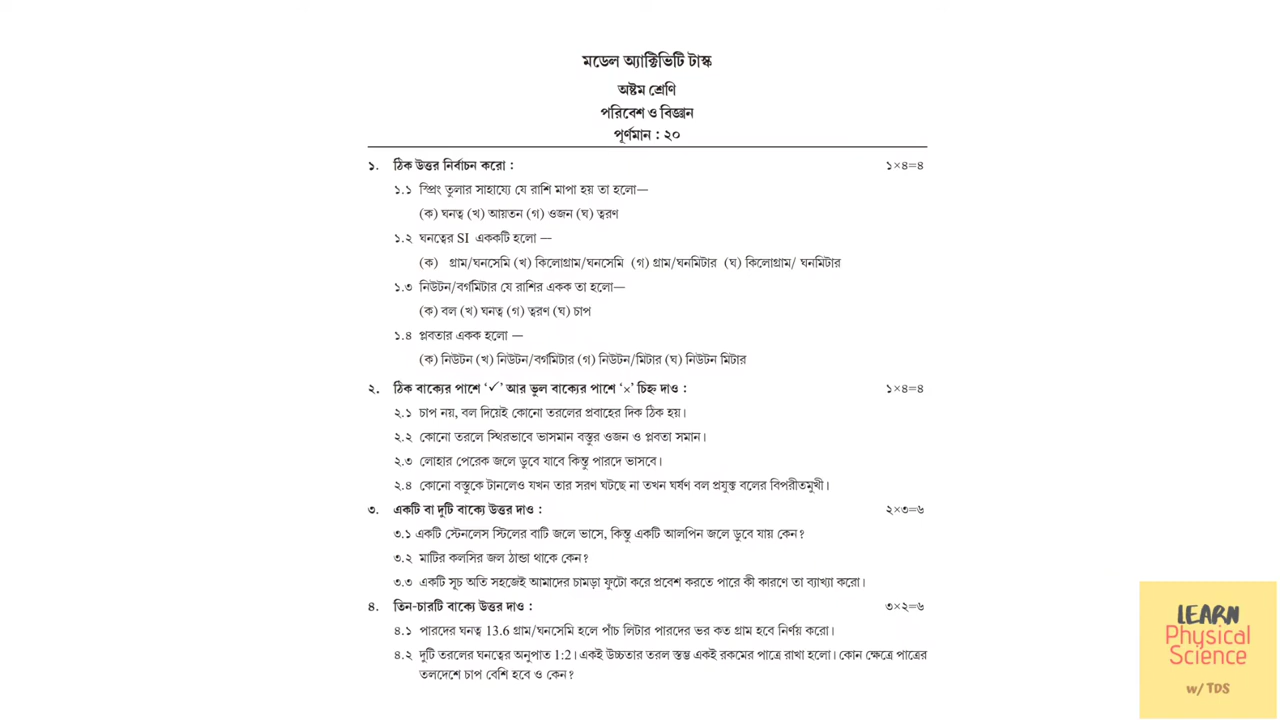 মডেল অ্যাক্টিভিটি টাস্ক
অষ্টম শ্রেণি
পরিবেশ ও বিজ্ঞান
পূর্ণমান : ২০
১. ঠিক উত্তর নির্বাচন করো : ১×৪=৪
১.১ স্প্রিং তুলার সাহায্যে যে রাশি মাপা হয় তা হলো—
(ক) ঘনত্ব (খ) আয়তন (গ) ওজন (ঘ) ত্বরণ
১.২ ঘনত্বের SI এককটি হলো —
(ক) গ্রাম/ঘনসেমি (খ) কিলোগ্রাম/ঘনসেমি (গ) গ্রাম/ঘনমিটার (ঘ) কিলোগ্রাম/ ঘনমিটার
১.৩ নিউটন/বর্গমিটার যে রাশির একক তা হলো—
(ক) বল (খ) ঘনত্ব (গ) ত্বরণ (ঘ) চাপ
১.৪ প্লবতার একক হলো —
(ক) নিউটন (খ) নিউটন/বর্গমিটার (গ) নিউটন/মিটার (ঘ) নিউটন মিটার
২. ঠিক বাক্যের পাশে ‘✓’ আর ভুল বাক্যের পাশে ‘×’ চিহ্ন দাও : ১×৪=৪
২.১ চাপ নয়, বল দিয়েই কোনো তরলের প্রবাহের দিক ঠিক হয়।
২.২ কোনো তরলে স্থিরভাবে ভাসমান বস্তুর ওজন ও প্লবতা সমান।
২.৩ লোহার পেরেক জলে ডুবে যাবে কিন্তু পারদে ভাসবে।
২.৪ কোনো বস্তুকে টানলেও যখন তার সরণ ঘটছে না তখন ঘর্ষণ বল প্রযুক্ত বলের বিপরীতমুখী।
৩. একটি বা দুটি বাক্যে উত্তর দাও : ২×৩=৬
৩.১ একটি স্টেনলেস স্টিলের বাটি জলে ভাসে, কিন্তু একটি আলপিন জলে ডুবে যায় কেন?
৩.২ মাটির কলসির জল ঠান্ডা থাকে কেন?
৩.৩ একটি সূচ অতি সহজেই আমাদের চামড়া ফুটো করে প্রবেশ করতে পারে কী কারণে তা ব্যাখ্যা করো।
৪. তিন-চারটি বাক্যে উত্তর দাও : ৩×২=৬
৪.১ পারদের ঘনত্ব 13.6 গ্রাম/ঘনসেমি হলে পাঁচ লিটার পারদের ভর কত গ্রাম হবে নির্ণয় করো।
৪.২ দুটি তরলের ঘনত্বের অনুপাত 1:2। একই উচ্চতার তরল স্তম্ভ একই রকমের পাত্রে রাখা হলো। কোন ক্ষেত্রে পাত্রের
তলদেশে চাপ বেশি হবে ও কেন?
LEARN
Physical
Science
w/ TDS